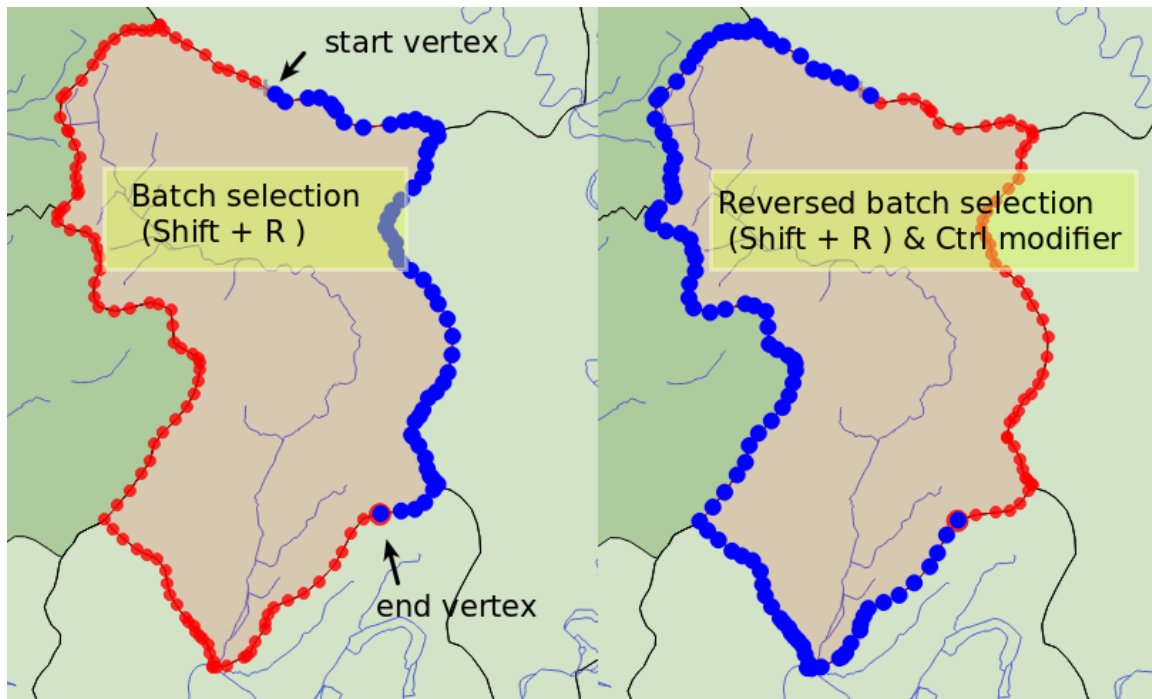 start vertex
Batch selection
(Shift + R )
end vertex
Reversed batch selection
(Shift + R ) & Ctrl modifier